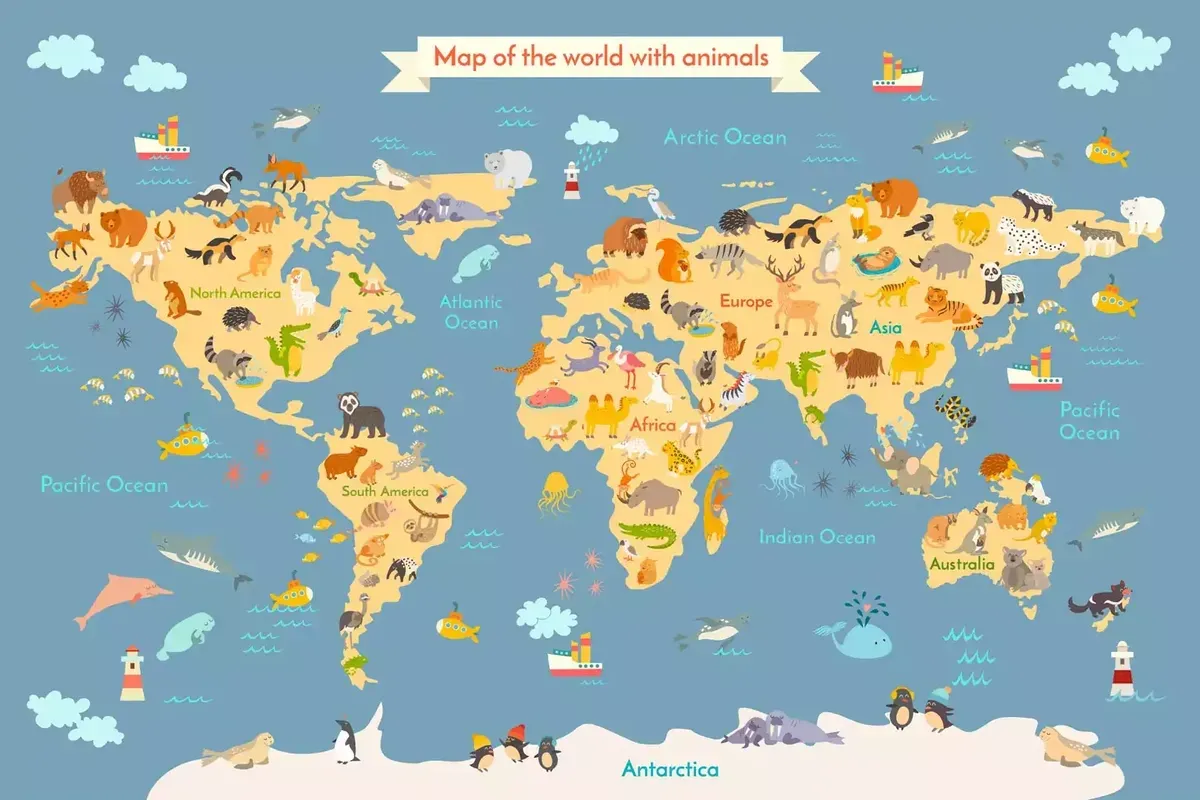 Map of the world with animals
Arctic Ocean
North America
Atlantic
Ocean
Europe
Asia
Africa
Pacific
Ocean
Pacific Ocean
South America
Indian Ocean
Australia
Antarctica